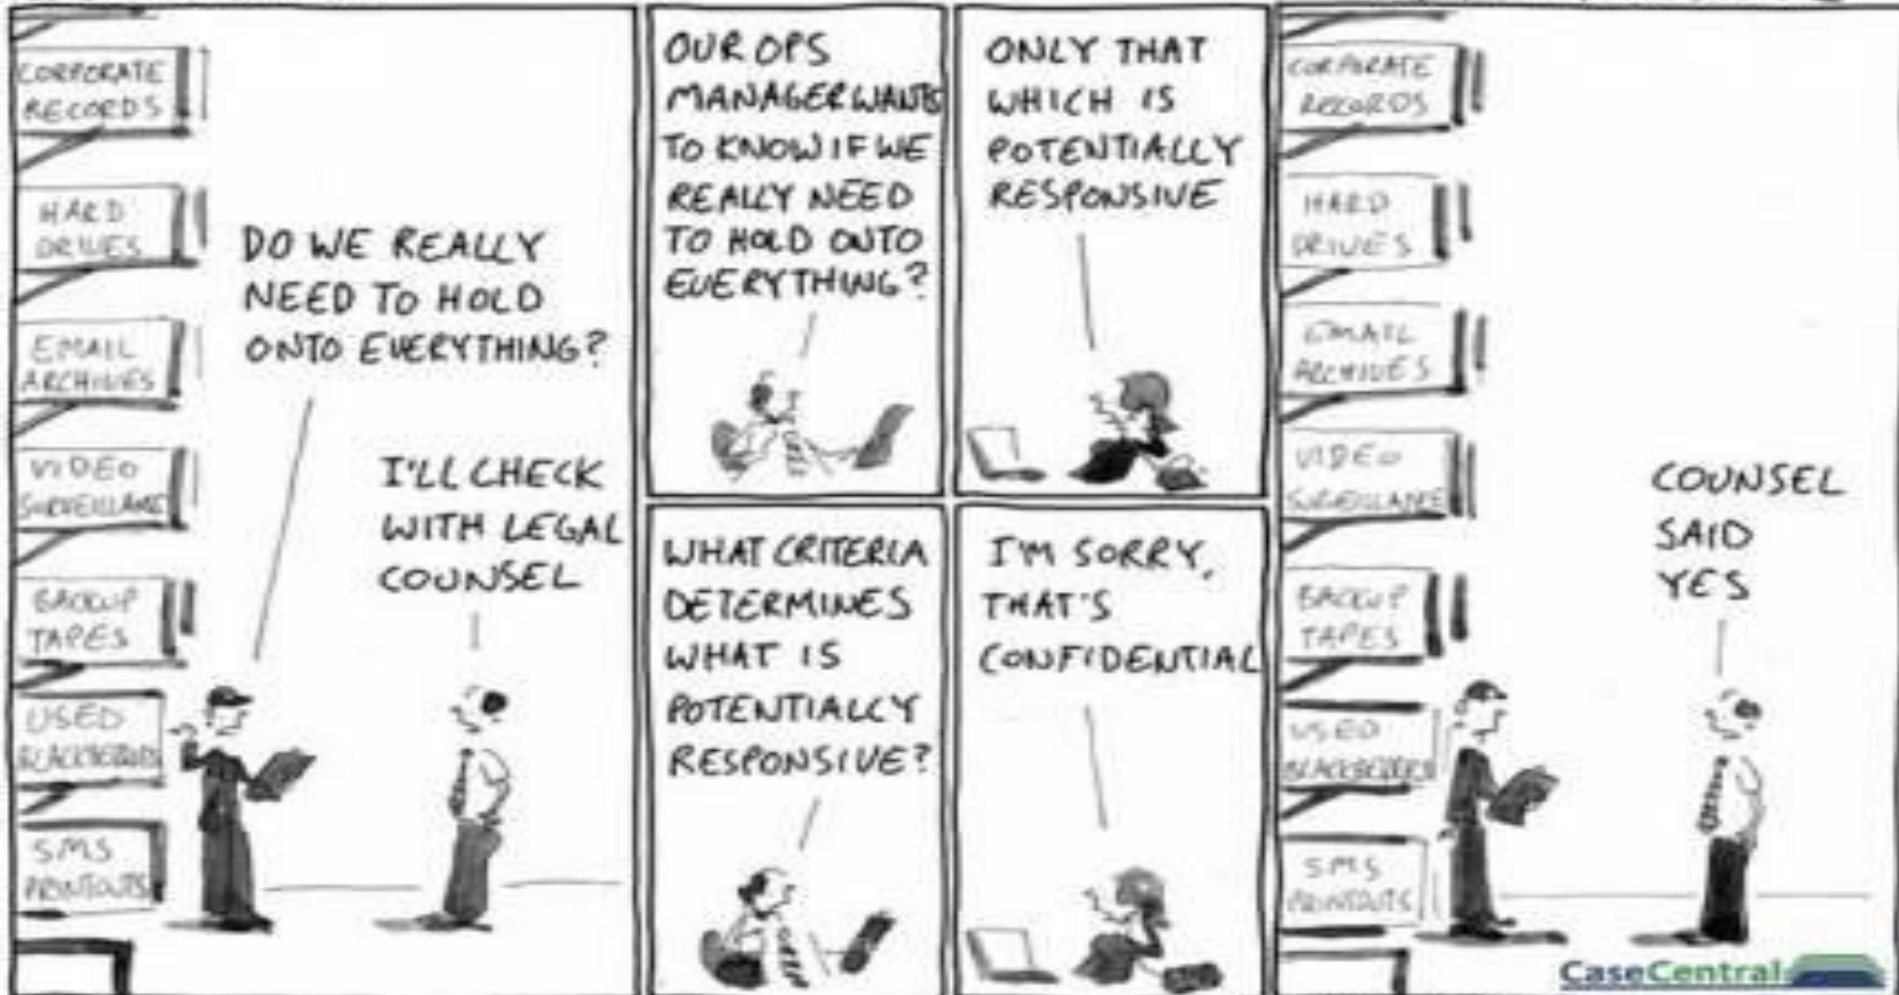 CORPORATE
RECORDS
HARD
DRIVES
EMAIL
ARCHIVES
VIDEO
SURVEILLANCE
BACKUP
TAPES
USED
BLACKBERRIES
SMS
PRINTOUTS
DO WE REALLY
NEED TO HOLD
ONTO EVERYTHING?
I'LL CHECK
WITH LEGAL
COUNSEL
OUR OPS
MANAGER WANTS
TO KNOW IF WE
REALLY NEED
TO HOLD ONTO
EVERYTHING?
ONLY THAT
WHICH IS
POTENTIALLY
RESPONSIVE
WHAT CRITERIA
DETERMINES
WHAT IS
POTENTIALLY
RESPONSIVE?
I'M SORRY,
THAT'S
CONFIDENTIAL
CORPORATE
RECORDS
HARD
DRIVES
EMAIL
ARCHIVES
VIDEO
SURVEILLANCE
BACKUP
TAPES
USED
BLACKBERRIES
SMS
PRINTOUTS
COUNSEL
SAID
YES
CaseCentral